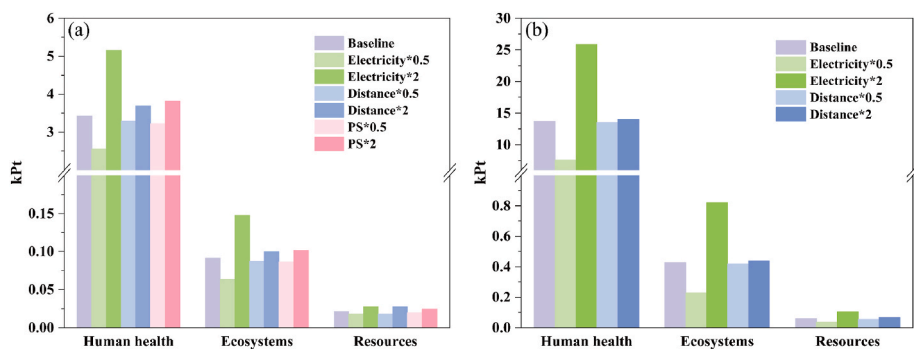 (a)
6
5
4
3
0.15
0.10
0.05
0.00
kPt
Baseline
Electricity*0.5
Electricity*2
Distance*0.5
Distance*2
PS*0.5
PS*2
Human health
Ecosystems
Resources
(b)
30
25
20
15
10
0.8
0.6
0.4
0.2
0.0
kPt
Baseline
Electricity*0.5
Electricity*2
Distance*0.5
Distance*2
Human health
Ecosystems
Resources